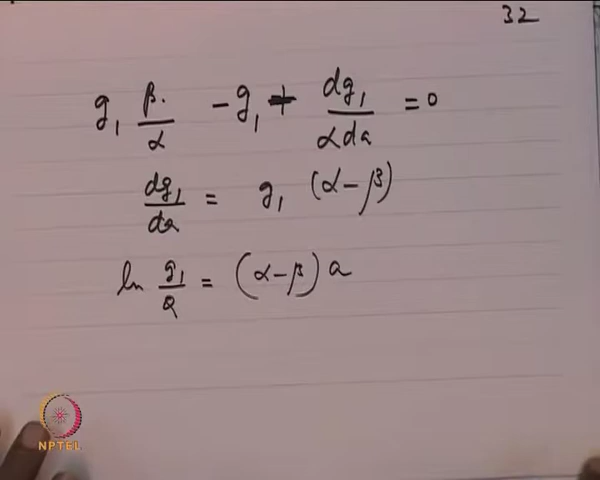 32
g₁ β/α - g₁ + dg₁/αda = 0
dg₁/da = g₁ (α-β)
ln g₁/Q = (α-β) a
NPTEL